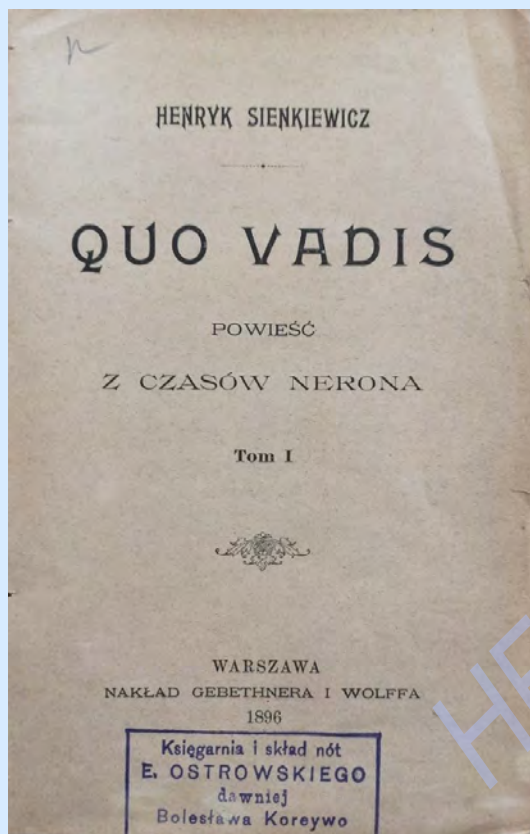 HENRYK SIENKIEWICZ
QUO VADIS
POWIEŚĆ
Z CZASÓW NERONA
Tom I
WARSZAWA
NAKŁAD GEBETHNERA I WOLFFA
1896
Księgarnia i skład nót
E. OSTROWSKIEGO
dawniej
Bolesława Koreywo